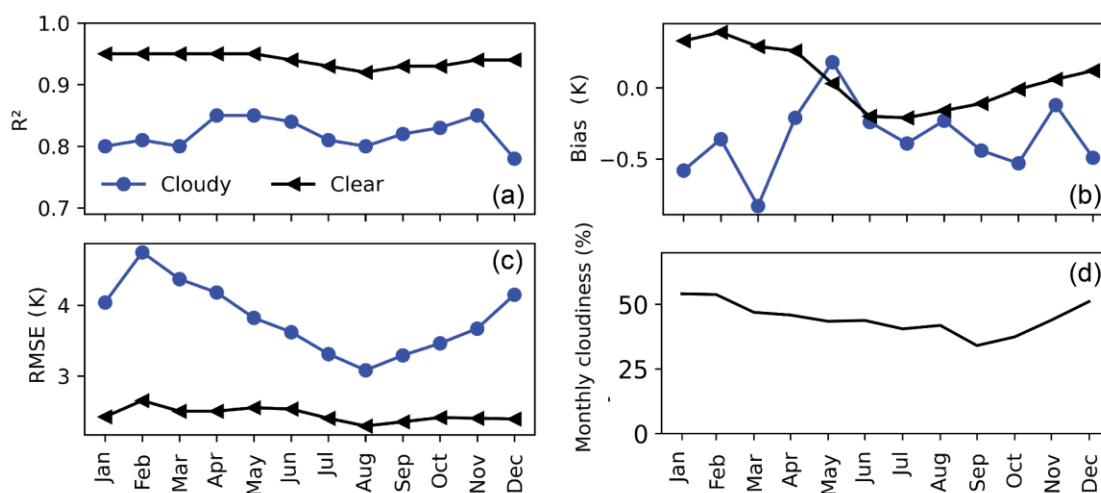 1.0
0.9
0.8
0.7
R²
Cloudy
Clear
(a)
0.0
−0.5
Bias (K)
(b)
4
3
RMSE (K)
(c)
Jan
Feb
Mar
Apr
May
Jun
Jul
Aug
Sep
Oct
Nov
Dec
50
25
0
Monthly cloudiness (%)
(d)
Jan
Feb
Mar
Apr
May
Jun
Jul
Aug
Sep
Oct
Nov
Dec